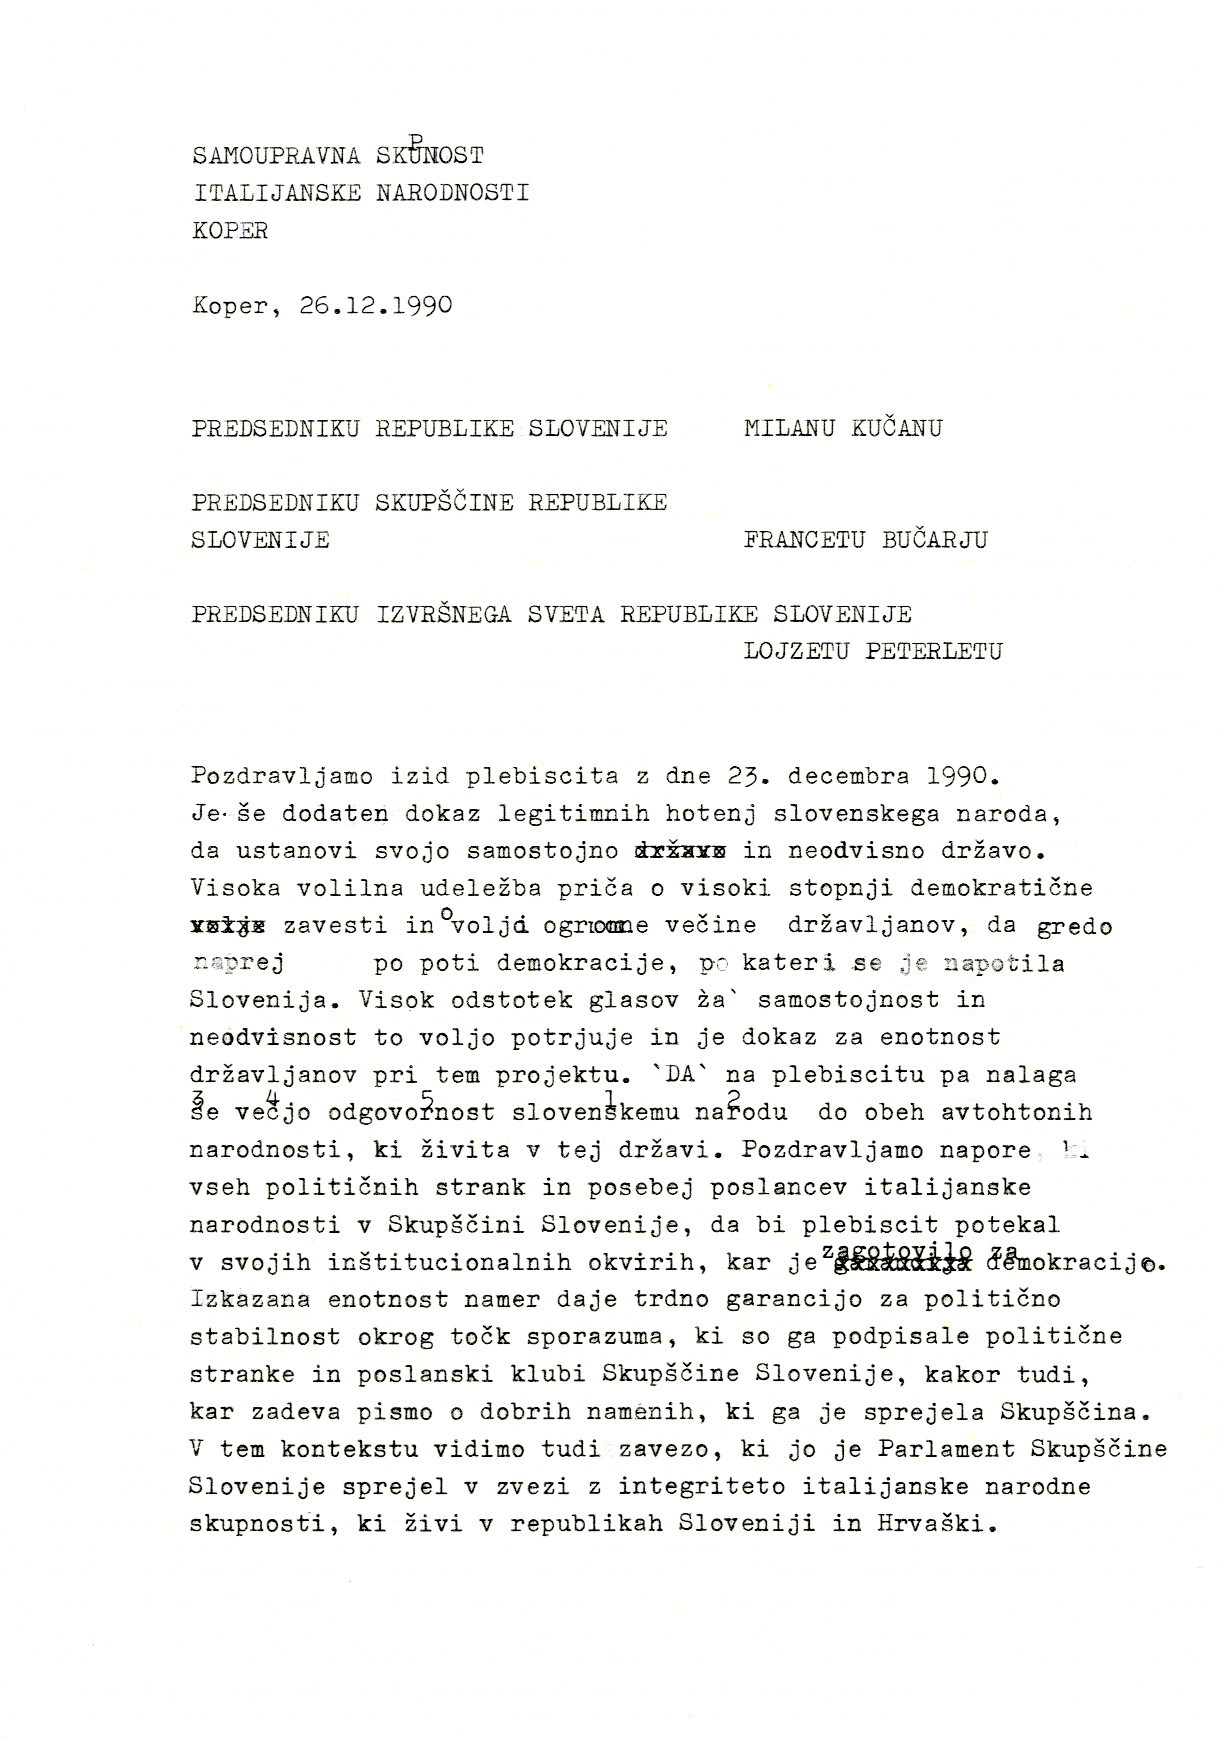 SAMOUPRAVNA SKUPNOST
ITALIJANSKE NARODNOSTI
KOPER
Koper, 26.12.1990
PREDSEDNIKU REPUBLIKE SLOVENIJE MILANU KUČANU
PREDSEDNIKU SKUPŠČINE REPUBLIKE
SLOVENIJE FRANCETU BUČARJU
PREDSEDNIKU IZVRŠNEGA SVETA REPUBLIKE SLOVENIJE
LOJZETU PETERLETU
Pozdravljamo izid plebiscita z dne 23. decembra 1990.
Je še dodaten dokaz legitimnih hotenj slovenskega naroda,
da ustanovi svojo samostojno in neodvisno državo.
Visoka volilna udeležba priča o visoki stopnji demokratične
zavesti in o volji ogromne večine državljanov, da gredo
naprej po poti demokracije, po kateri se je napotila
Slovenija. Visok odstotek glasov ža` samostojnost in
neodvisnost to voljo potrjuje in je dokaz za enotnost
državljanov pri tem projektu. `DA` na plebiscitu pa nalaga
3 4 5 1 2
še večjo odgovornost slovenskemu narodu do obeh avtohtonih
narodnosti, ki živita v tej državi. Pozdravljamo napore
vseh političnih strank in posebej poslancev italijanske
narodnosti v Skupščini Slovenije, da bi plebiscit potekal
v svojih inštitucionalnih okvirih, kar je zagotovilo za demokracijo.
Izkazana enotnost namer daje trdno garancijo za politično
stabilnost okrog točk sporazuma, ki so ga podpisale politične
stranke in poslanski klubi Skupščine Slovenije, kakor tudi,
kar zadeva pismo o dobrih namenih, ki ga je sprejela Skupščina.
V tem kontekstu vidimo tudi zavezo, ki jo je Parlament Skupščine
Slovenije sprejel v zvezi z integriteto italijanske narodne
skupnosti, ki živi v republikah Sloveniji in Hrvaški.